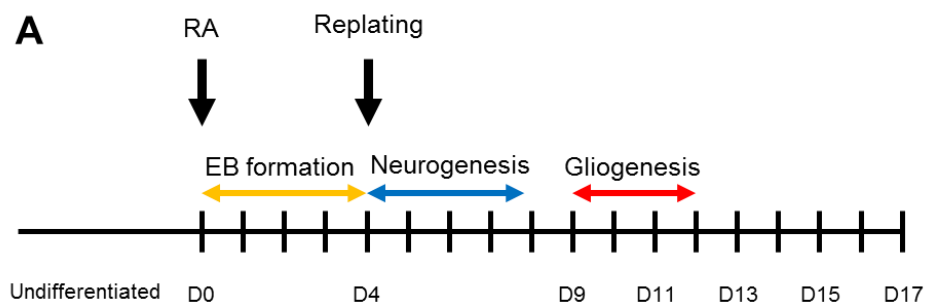 A
RA
Replating
EB formation
Neurogenesis
Gliogenesis
Undifferentiated
D0
D4
D9
D11
D13
D15
D17